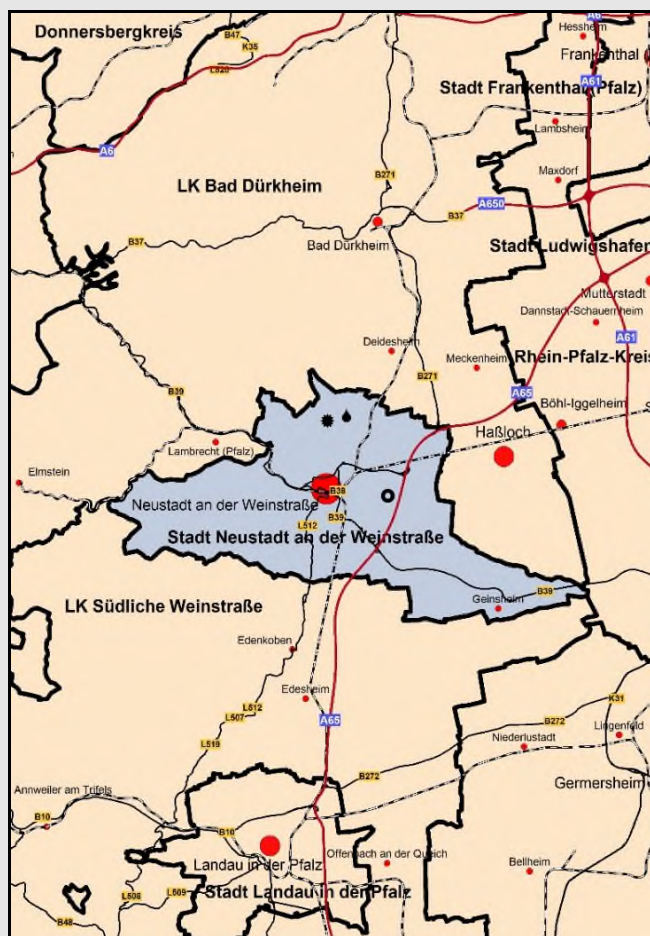 Donnersbergkreis
B47
K35
L520
A6
Hessheim
Frankenthal (
A6
A61
Stadt Frankenthal (Pfalz)
Lambsheim
Maxdorf
LK Bad Dürkheim
B271
A650
B37
Bad Dürkheim
B37
Stadt Ludwigshafen
Mutterstadt
Dannstadt-Schauernheim
A61
Deidesheim
B271
Meckenheim
Rhein-Pfalz-Kreis
A65
Böhl-Iggelheim
S
B39
Lambrecht (Pfalz)
Haßloch
Elmstein
Neustadt an der Weinstraße
B38
B39
L512
Stadt Neustadt an der Weinstraße
Geinsheim
B39
LK Südliche Weinstraße
Edenkoben
Edesheim
L512
L507
L519
A65
B272
K31
Lingenfeld
Niederlustadt
B272
Germersheim
Annweiler am Trifels
B10
B10
Landau in der Pfalz
Offenbach an der Queich
Bellheim
Stadt Landau in der Pfalz
L508
L509
B48